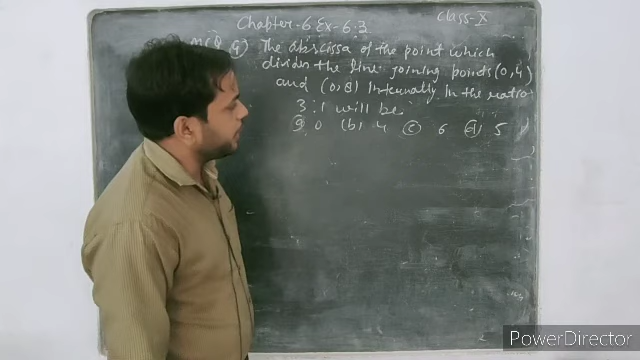 Chapter-6 Ex-6.3
Class-X
MCQ (9) The abscissa of the point which
divides the line joining points (0,4)
and (0,8) internally in the ratio
3:1 will be
(a) 0 (b) 4 (c) 6 (d) 5
PowerDirector